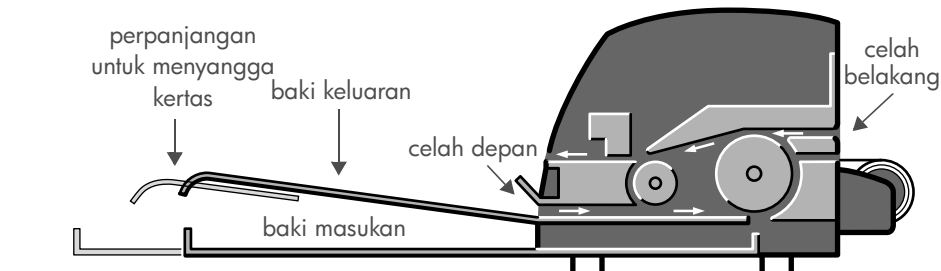 perpanjangan
untuk menyangga
kertas
baki keluaran
celah depan
celah
belakang
baki masukan